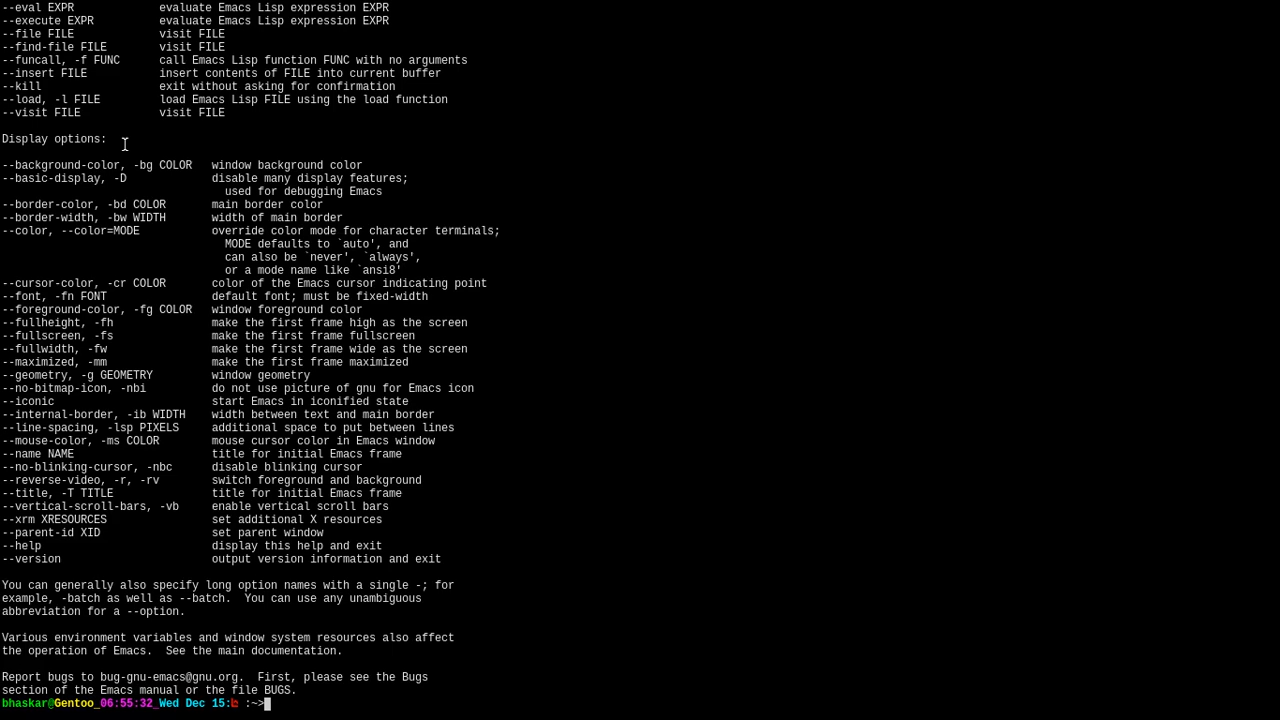 --eval EXPR             evaluate Emacs Lisp expression EXPR
--execute EXPR          evaluate Emacs Lisp expression EXPR
--file FILE             visit FILE
--find-file FILE        visit FILE
--funcall, -f FUNC      call Emacs Lisp function FUNC with no arguments
--insert FILE           insert contents of FILE into current buffer
--kill                  exit without asking for confirmation
--load, -l FILE         load Emacs Lisp FILE using the load function
--visit FILE            visit FILE
Display options:
--background-color, -bg COLOR   window background color
--basic-display, -D             disable many display features;
                                  used for debugging Emacs
--border-color, -bd COLOR       main border color
--border-width, -bw WIDTH       width of main border
--color, --color=MODE           override color mode for character terminals;
                                  MODE defaults to `auto', and
                                  can also be `never', `always',
                                  or a mode name like `ansi8'
--cursor-color, -cr COLOR       color of the Emacs cursor indicating point
--font, -fn FONT                default font; must be fixed-width
--foreground-color, -fg COLOR   window foreground color
--fullheight, -fh               make the first frame high as the screen
--fullscreen, -fs               make the first frame fullscreen
--fullwidth, -fw                make the first frame wide as the screen
--maximized, -mm                make the first frame maximized
--geometry, -g GEOMETRY         window geometry
--no-bitmap-icon, -nbi          do not use picture of gnu for Emacs icon
--iconic                        start Emacs in iconified state
--internal-border, -ib WIDTH    width between text and main border
--line-spacing, -lsp PIXELS     additional space to put between lines
--mouse-color, -ms COLOR        mouse cursor color in Emacs window
--name NAME                     title for initial Emacs frame
--no-blinking-cursor, -nbc      disable blinking cursor
--reverse-video, -r, -rv        switch foreground and background
--title, -T TITLE               title for initial Emacs frame
--vertical-scroll-bars, -vb     enable vertical scroll bars
--xrm XRESOURCES                set additional X resources
--parent-id XID                 set parent window
--help                          display this help and exit
--version                       output version information and exit
You can generally also specify long option names with a single -; for
example, -batch as well as --batch.  You can use any unambiguous
abbreviation for a --option.
Various environment variables and window system resources also affect
the operation of Emacs.  See the main documentation.
Report bugs to bug-gnu-emacs@gnu.org.  First, please see the Bugs
section of the Emacs manual or the file BUGS.
bhaskar@Gentoo_06:55:32_Wed Dec 15: :~>